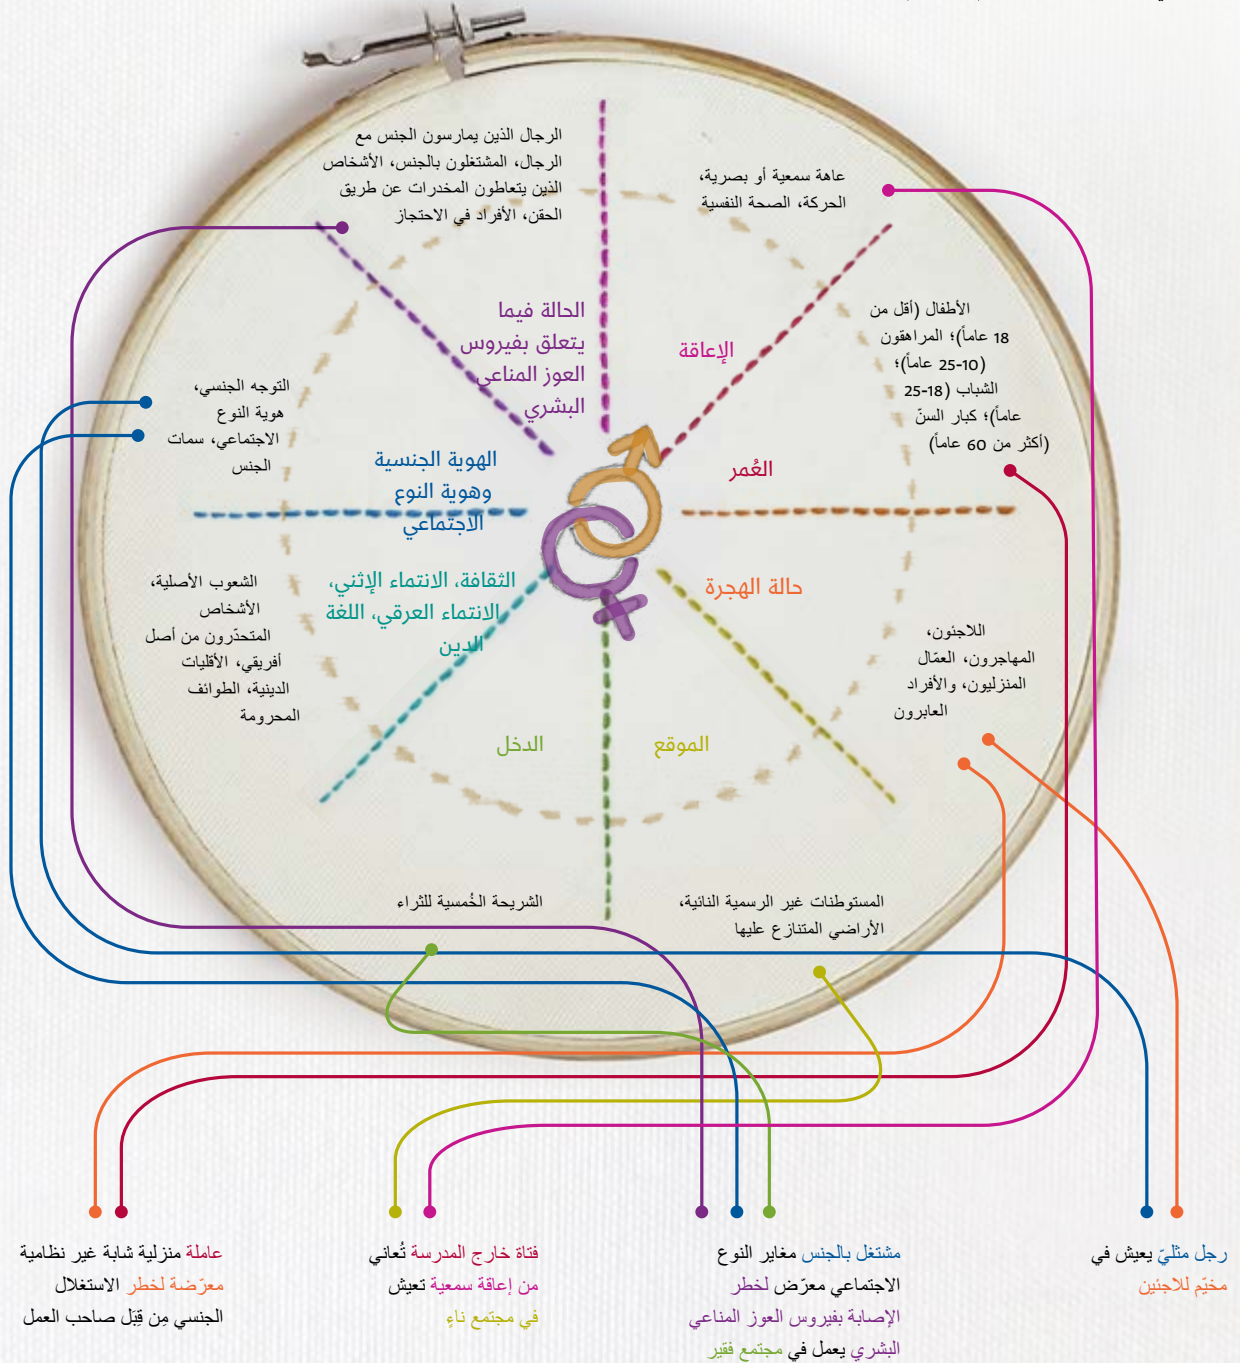 الرجال الذين يمارسون الجنس مع
الرجال، المشتغلون بالجنس، الأشخاص
الذين يتعاطون المخدرات عن طريق
الحقن، الأفراد في الاحتجاز
عاهة سمعية أو بصرية،
الحركة، الصحة النفسية
الحالة فيما
يتعلق بفيروس
العوز المناعي
البشري
الإعاقة
الأطفال (أقل من
18 عاماً)؛ المراهقون
(10-25 عاماً)؛
الشباب (18-25
عاماً)؛ كبار السنّ
(أكثر من 60 عاماً)
العُمر
التوجه الجنسي،
هوية النوع
الاجتماعي، سمات
الجنس
الهوية الجنسية
وهوية النوع
الاجتماعي
حالة الهجرة
اللاجئون،
المهاجرون، العمّال
المنزليون، والأفراد
العابرون
الثقافة، الانتماء الإثني،
الانتماء العرقي، اللغة
الدين
الشعوب الأصلية،
الأشخاص
المتحدّرون من أصل
أفريقي، الأقليات
الدينية، الطوائف
المحرومة
الموقع
الدخل
المستوطنات غير الرسمية النائية،
الأراضي المتنازع عليها
الشريحة الخُمسية للثراء
رجل مثليّ يعيش في
مخيّم للاجئين
مشتغل بالجنس مغاير النوع
الاجتماعي معرّض لخطر
الإصابة بفيروس العوز المناعي
البشري يعمل في مجتمع فقير
فتاة خارج المدرسة تُعاني
من إعاقة سمعية تعيش
في مجتمع ناءٍ
عاملة منزلية شابة غير نظامية
معرّضة لخطر الاستغلال
الجنسي مِن قِبَل صاحب العمل